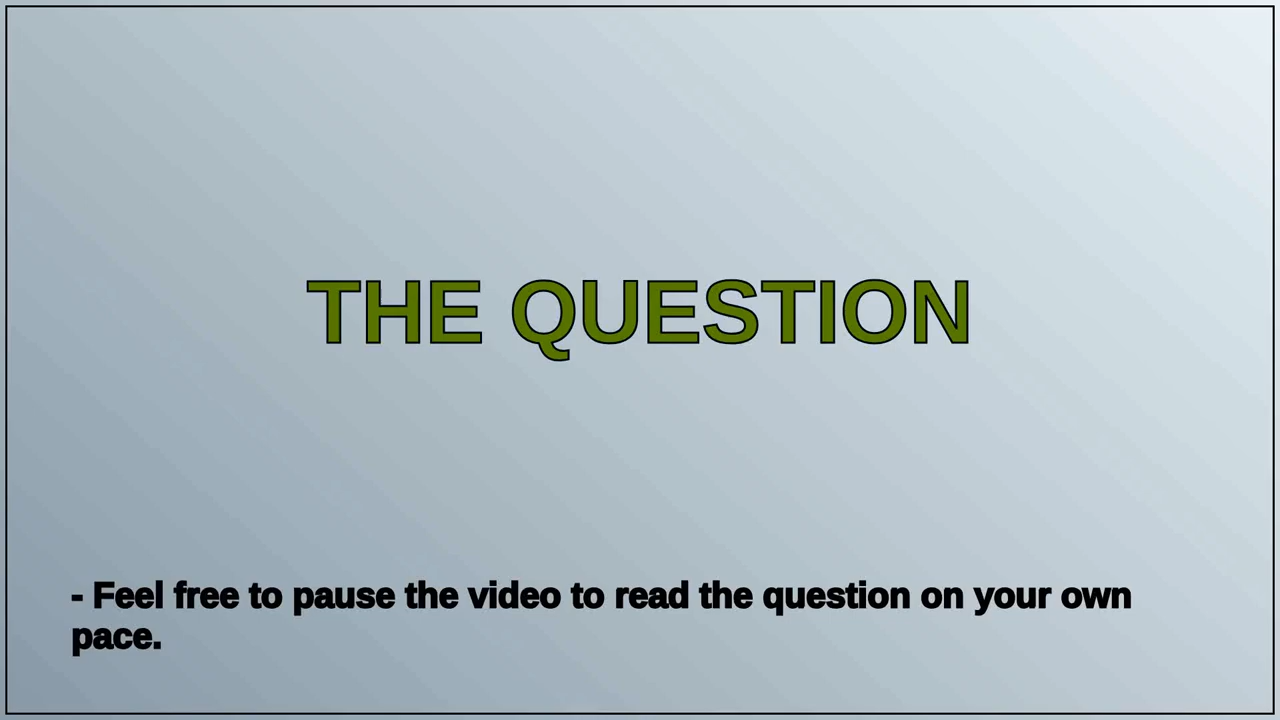 THE QUESTION
- Feel free to pause the video to read the question on your own
pace.